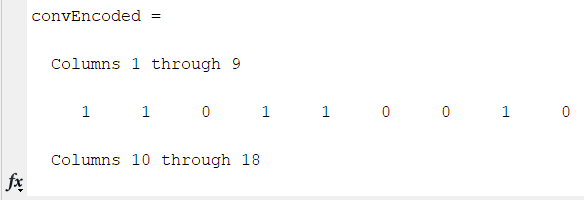 convEncoded =
Columns 1 through 9
1 1 0 1 1 0 0 1 0
Columns 10 through 18
fx